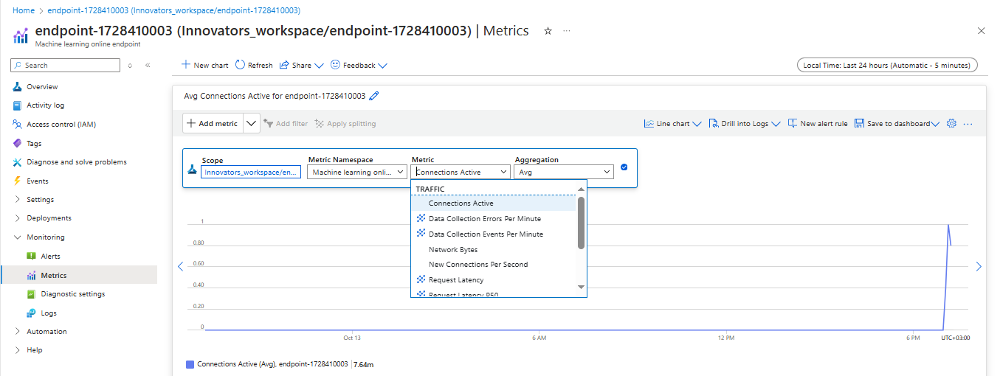 Home > endpoint-1728410003 (Innovators_workspace/endpoint-1728410003)
endpoint-1728410003 (Innovators_workspace/endpoint-1728410003) | Metrics
Machine learning online endpoint
Search
Overview
Activity log
Access control (IAM)
Tags
Diagnose and solve problems
Events
Settings
Deployments
Monitoring
Alerts
Metrics
Diagnostic settings
Logs
Automation
Help
New chart Refresh Share Feedback
Local Time: Last 24 hours (Automatic - 5 minutes)
Avg Connections Active for endpoint-1728410003
Add metric Add filter Apply splitting
Line chart Drill into Logs New alert rule Save to dashboard
Scope Metric Namespace Metric Aggregation
Innovators_workspace/en... Machine learning onli... Connections Active Avg
TRAFFIC
Connections Active
Data Collection Errors Per Minute
Data Collection Events Per Minute
Network Bytes
New Connections Per Second
Request Latency
Request Latency P50
1
0.80
0.60
0.40
0.20
0
Oct 13 6 AM 12 PM 6 PM UTC+03:00
Connections Active (Avg), endpoint-1728410003 | 7.64m